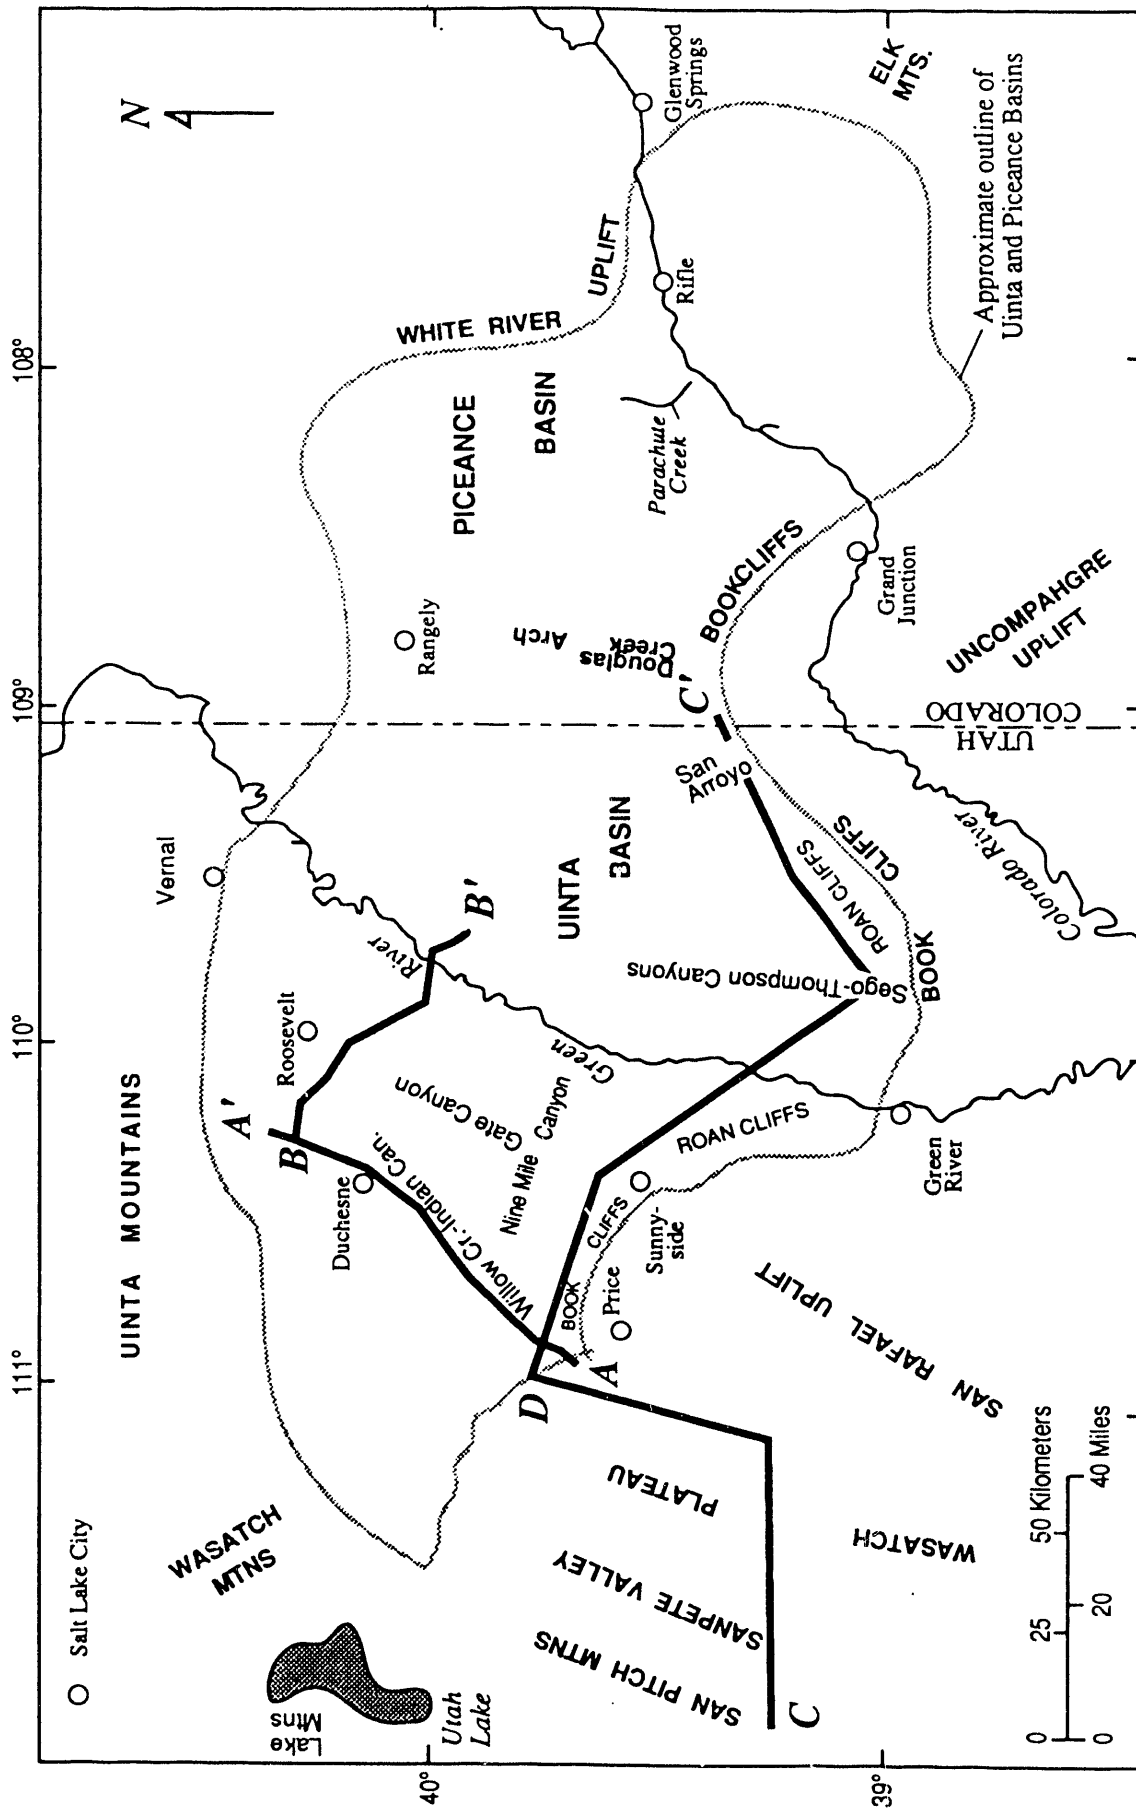 111°
110°
109°
108°
40°
39°
N
Salt Lake City
Lake
Mtns
Utah
Lake
WASATCH
MTNS
UINTA MOUNTAINS
Vernal
Roosevelt
Duchesne
A'
B
B'
River
Green
Gate Canyon
Nine Mile Canyon
Willow Cr.-Indian Can.
UINTA
BASIN
Rangely
PICEANCE
BASIN
WHITE RIVER
UPLIFT
Glenwood
Springs
Rifle
Parachute
Creek
Douglas
Creek
Arch
ELK
MTS.
Approximate outline of
Uinta and Piceance Basins
BOOKCLIFFS
Grand
Junction
UNCOMPAHGRE
UPLIFT
C'
San
Arroyo
UTAH
COLORADO
Colorado River
CLIFFS
ROAN CLIFFS
BOOK
Sego-Thompson Canyons
ROAN CLIFFS
Green
River
Sunny-
side
CLIFFS
BOOK
Price
A
D
SAN RAFAEL UPLIFT
PLATEAU
WASATCH
SANPETE VALLEY
SAN PITCH MTNS
C
0 25 50 Kilometers
0 20 40 Miles